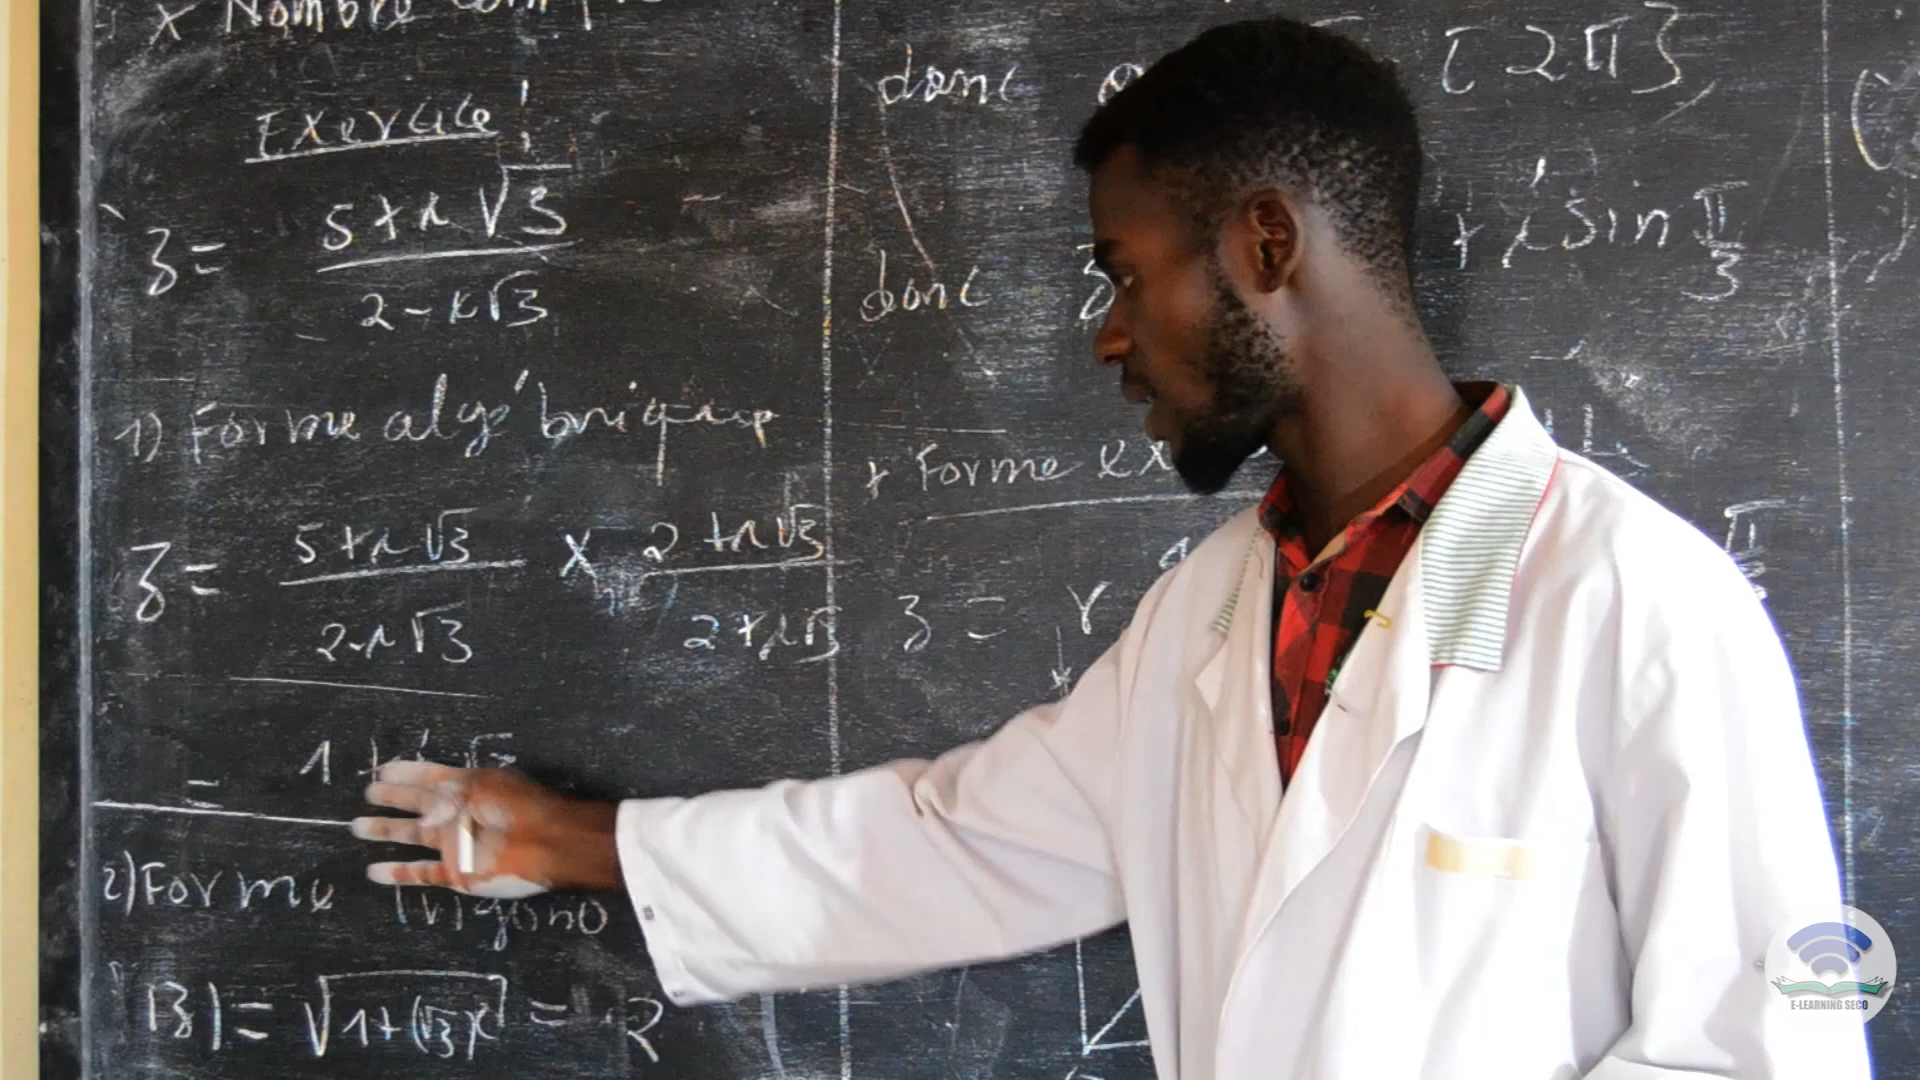 x Nombre
Exercice
z = (5 + i√3) / (2 - i√3)
1) Forme algébrique
z = (5 + i√3) / (2 - i√3) x (2 + i√3) / (2 + i√3)
= 1 +
2) Forme Trigono
|z| = √(1 + (√3)²) = 2
donc [2π],
donc z + i sin π/3
+ Forme ex
z = r
π
E-LEARNING SECO